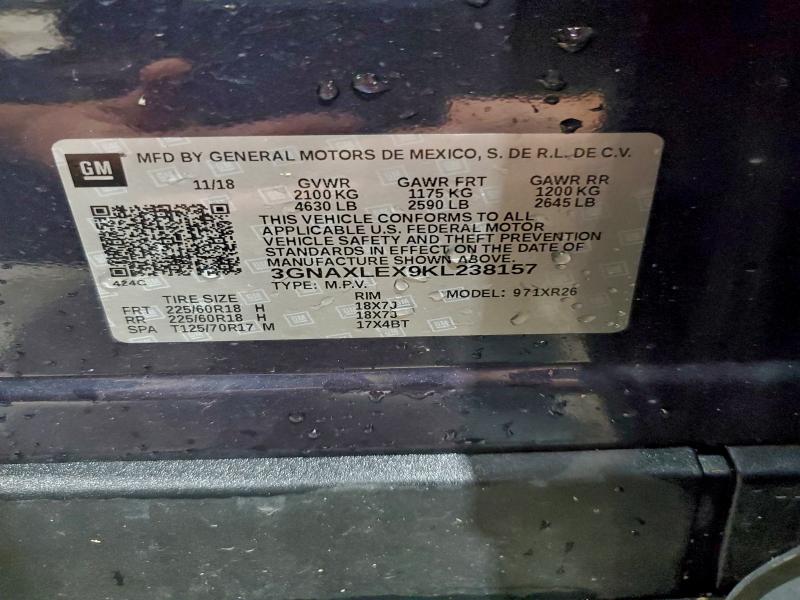 GM MFD BY GENERAL MOTORS DE MEXICO, S. DE R.L. DE C.V.
11/18 GVWR GAWR FRT GAWR RR
2100 KG 1175 KG 1200 KG
4630 LB 2590 LB 2645 LB
THIS VEHICLE CONFORMS TO ALL
APPLICABLE U.S. FEDERAL MOTOR
VEHICLE SAFETY AND THEFT PREVENTION
STANDARDS IN EFFECT ON THE DATE OF
MANUFACTURE SHOWN ABOVE.
3GNAXLEX9KL238157
424C TYPE: M.P.V. MODEL: 971XR26
TIRE SIZE RIM
FRT 225/60R18 H 18X7J
RR 225/60R18 H 18X7J
SPA T125/70R17 M 17X4BT